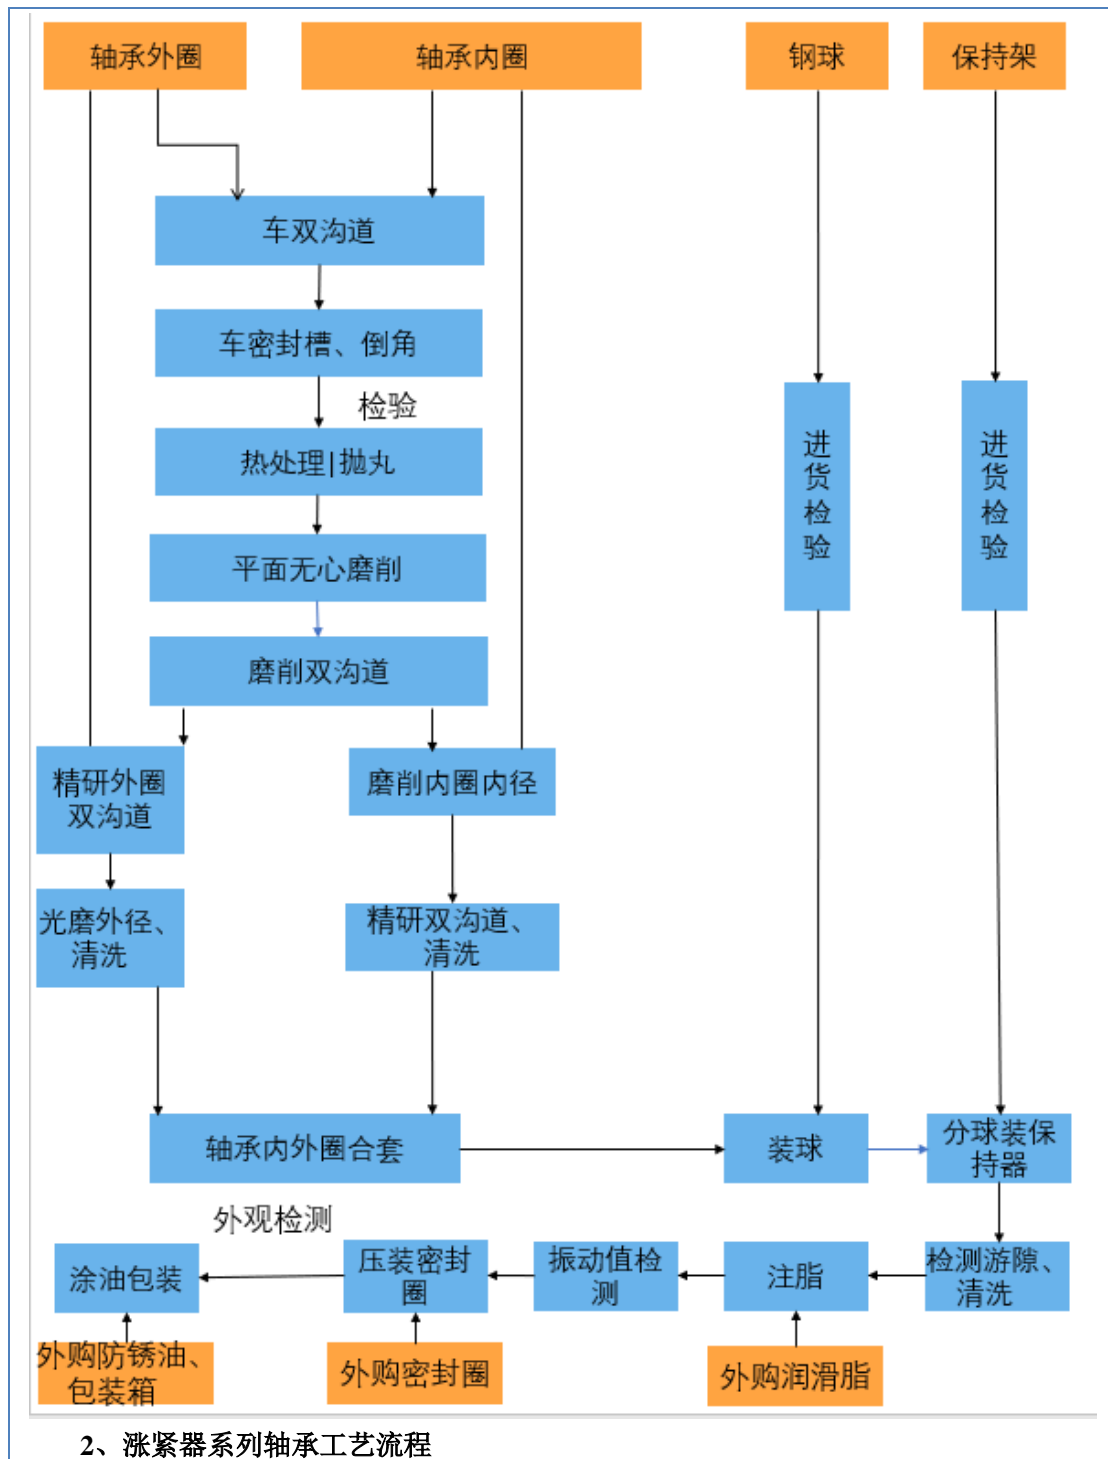 轴承外圈
轴承内圈
钢球
保持架
车双沟道
车密封槽、倒角
检验
热处理|抛丸
进货检验
进货检验
平面无心磨削
磨削双沟道
精研外圈
双沟道
磨削内圈内径
光磨外径、
清洗
精研双沟道、
清洗
轴承内外圈合套
装球
分球装保
持器
外观检测
涂油包装
压装密封
圈
振动值检
测
注脂
检测游隙、
清洗
外购防锈油、
包装箱
外购密封圈
外购润滑脂
2、涨紧器系列轴承工艺流程